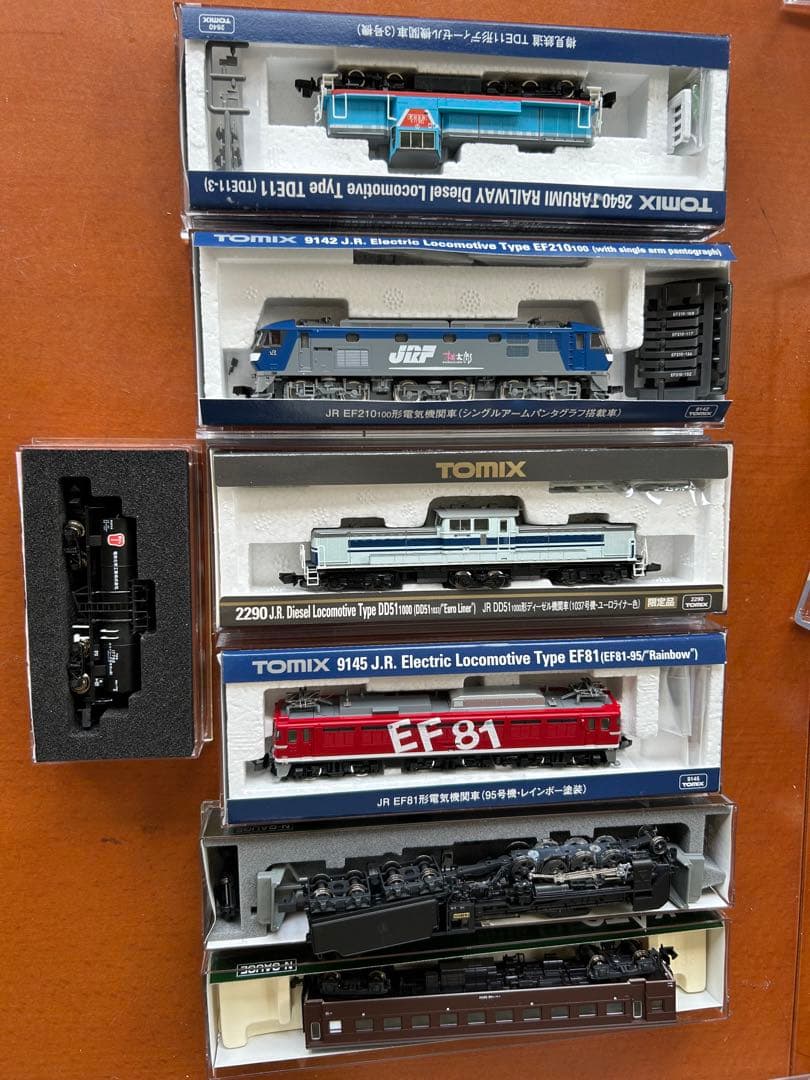 2640 TOMIX
樽見鉄道 TDE11形ディーゼル機関車(3号機)
TOMIX 2640 TARUMI RAILWAY Diesel Locomotive Type TDE11 (TDE11-3)
TOMIX 9142 J.R. Electric Locomotive Type EF210100 (with single arm pantograph)
JRF
JR EF210100形電気機関車(シングルアームパンタグラフ搭載車)
9142 TOMIX
TOMIX
2290 J.R. Diesel Locomotive Type DD511000 (DD511037/"Euro Liner")
JR DD511000形ディーゼル機関車(1037号機・ユーロライナー色)
限定品
2290 TOMIX
TOMIX 9145 J.R. Electric Locomotive Type EF81 (EF81-95/"Rainbow")
EF81
JR EF81形電気機関車(95号機・レインボー塗装)
9145 TOMIX
N-GAUGE
N-GAUGE